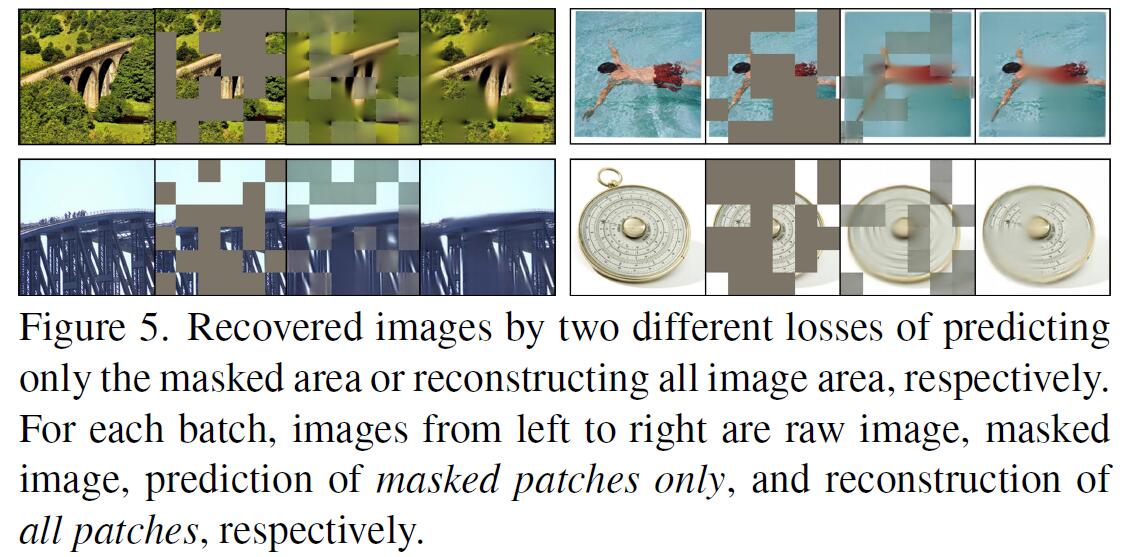 Figure 5. Recovered images by two different losses of predicting
only the masked area or reconstructing all image area, respectively.
For each batch, images from left to right are raw image, masked
image, prediction of masked patches only, and reconstruction of
all patches, respectively.